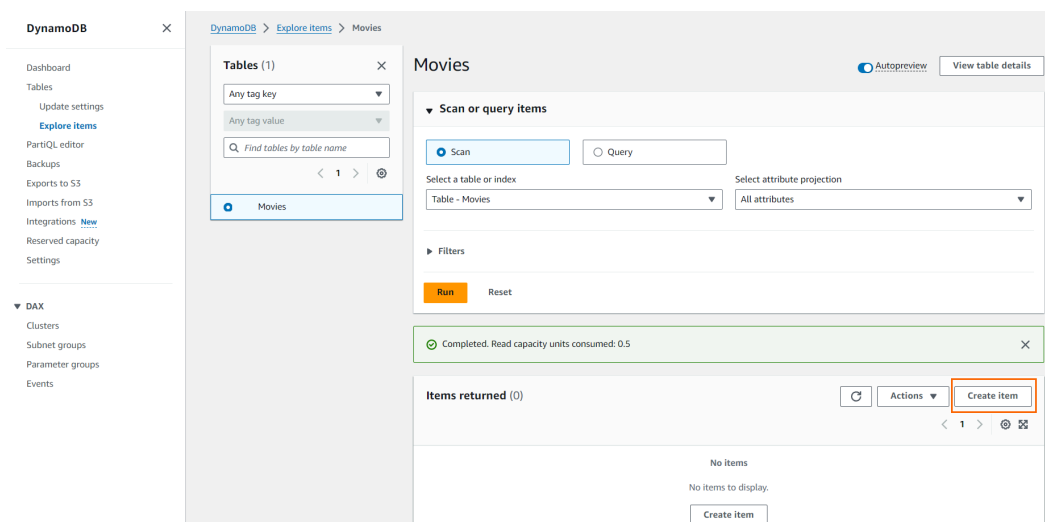 DynamoDB
Dashboard
Tables
Update settings
Explore items
PartiQL editor
Backups
Exports to S3
Imports from S3
Integrations New
Reserved capacity
Settings
DAX
Clusters
Subnet groups
Parameter groups
Events
DynamoDB > Explore items > Movies
Tables (1)
Any tag key
Any tag value
Find tables by table name
1
Movies
Movies
Autopreview
View table details
Scan or query items
Scan
Query
Select a table or index
Table - Movies
Select attribute projection
All attributes
Filters
Run
Reset
Completed. Read capacity units consumed: 0.5
Items returned (0)
Actions
Create item
1
No items
No items to display.
Create item